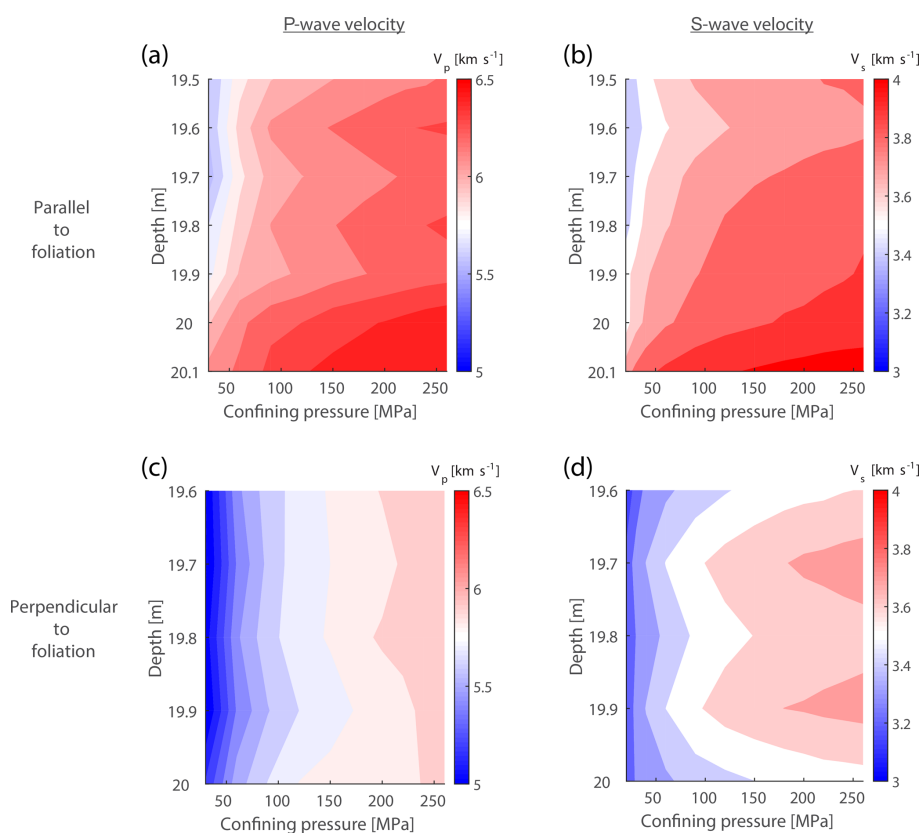 P-wave velocity
S-wave velocity
(a)
V_p [km s⁻¹]
19.5
19.6
19.7
19.8
19.9
20
20.1
Depth [m]
50 100 150 200 250
Confining pressure [MPa]
6.5
6
5.5
5
(b)
V_s [km s⁻¹]
19.5
19.6
19.7
19.8
19.9
20
20.1
Depth [m]
50 100 150 200 250
Confining pressure [MPa]
4
3.8
3.6
3.4
3.2
3
Parallel
to
foliation
(c)
V_p [km s⁻¹]
19.6
19.7
19.8
19.9
20
Depth [m]
50 100 150 200 250
Confining pressure [MPa]
6.5
6
5.5
5
(d)
V_s [km s⁻¹]
19.6
19.7
19.8
19.9
20
Depth [m]
50 100 150 200 250
Confining pressure [MPa]
4
3.8
3.6
3.4
3.2
3
Perpendicular
to
foliation